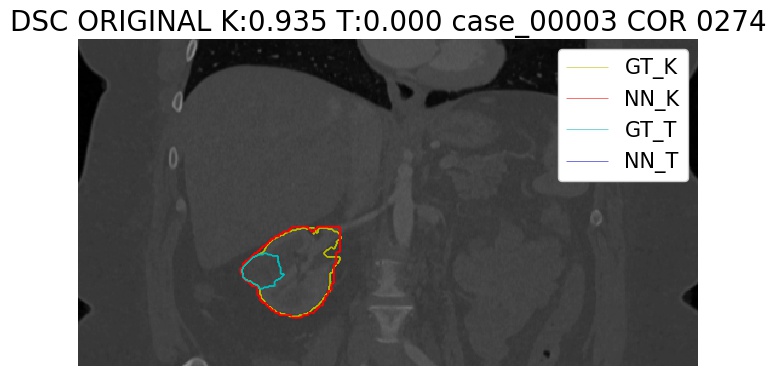 DSC ORIGINAL K:0.935 T:0.000 case_00003 COR 0274
GT_K
NN_K
GT_T
NN_T